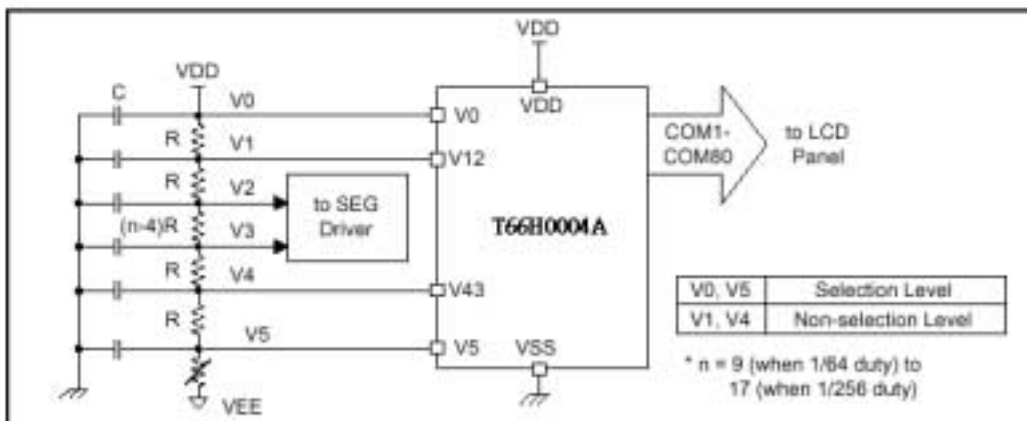 VDD
VDD
C
V0
V0
VDD
COM1-
COM80
to LCD
Panel
R
V1
V12
R
V2
to SEG
Driver
T66H0004A
(n-4)R
V3
R
V4
V43
V0, V5 Selection Level
V1, V4 Non-selection Level
R
V5
V5
VSS
* n = 9 (when 1/64 duty) to
17 (when 1/256 duty)
VEE